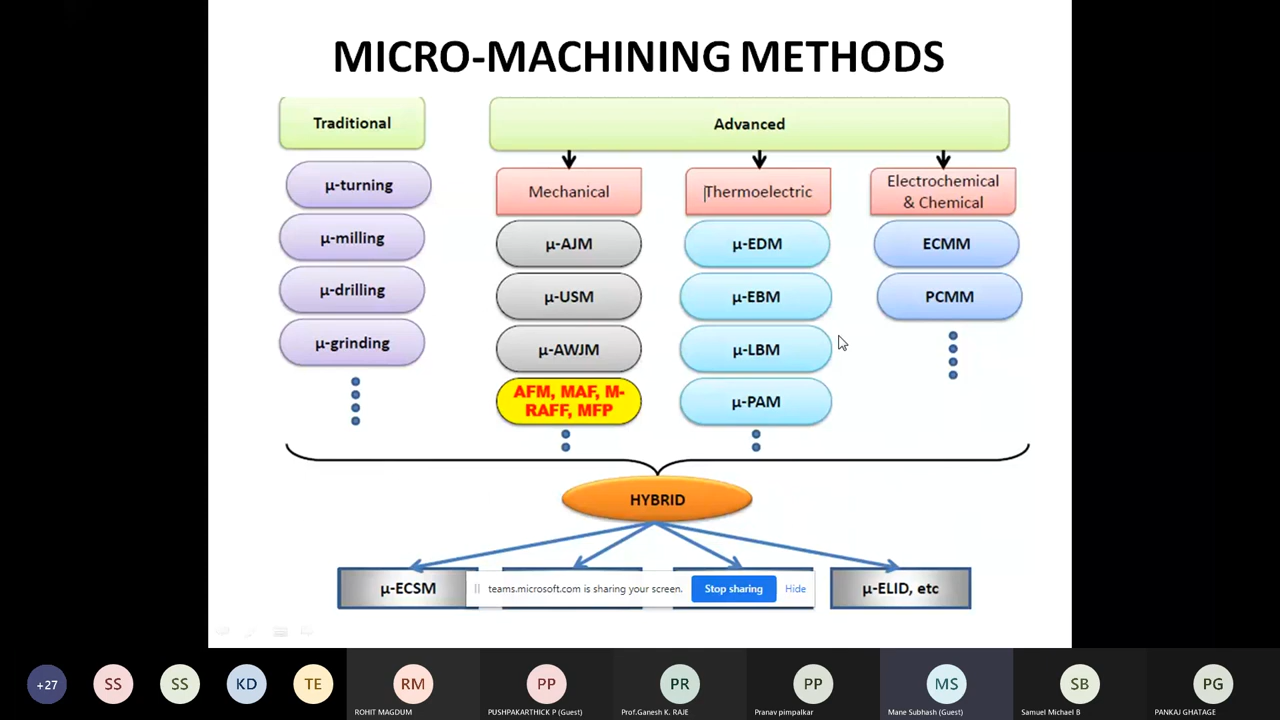 MICRO-MACHINING METHODS
Traditional
Advanced
Mechanical
Thermoelectric
Electrochemical
& Chemical
μ-turning
μ-milling
μ-drilling
μ-grinding
μ-AJM
μ-USM
μ-AWJM
AFM, MAF, M-
RAFF, MFP
μ-EDM
μ-EBM
μ-LBM
μ-PAM
ECMM
PCMM
HYBRID
μ-ECSM
teams.microsoft.com is sharing your screen.
Stop sharing
Hide
μ-ELID, etc
+27
SS
SS
KD
TE
RM
ROHIT MAGDUM
PP
PUSHPAKARTHICK P (Guest)
PR
Prof.Ganesh K. RAJE
PP
Pranav pimpalkar
MS
Mane Subhash (Guest)
SB
Samuel Michael B
PG
PANKAJ GHATAGE